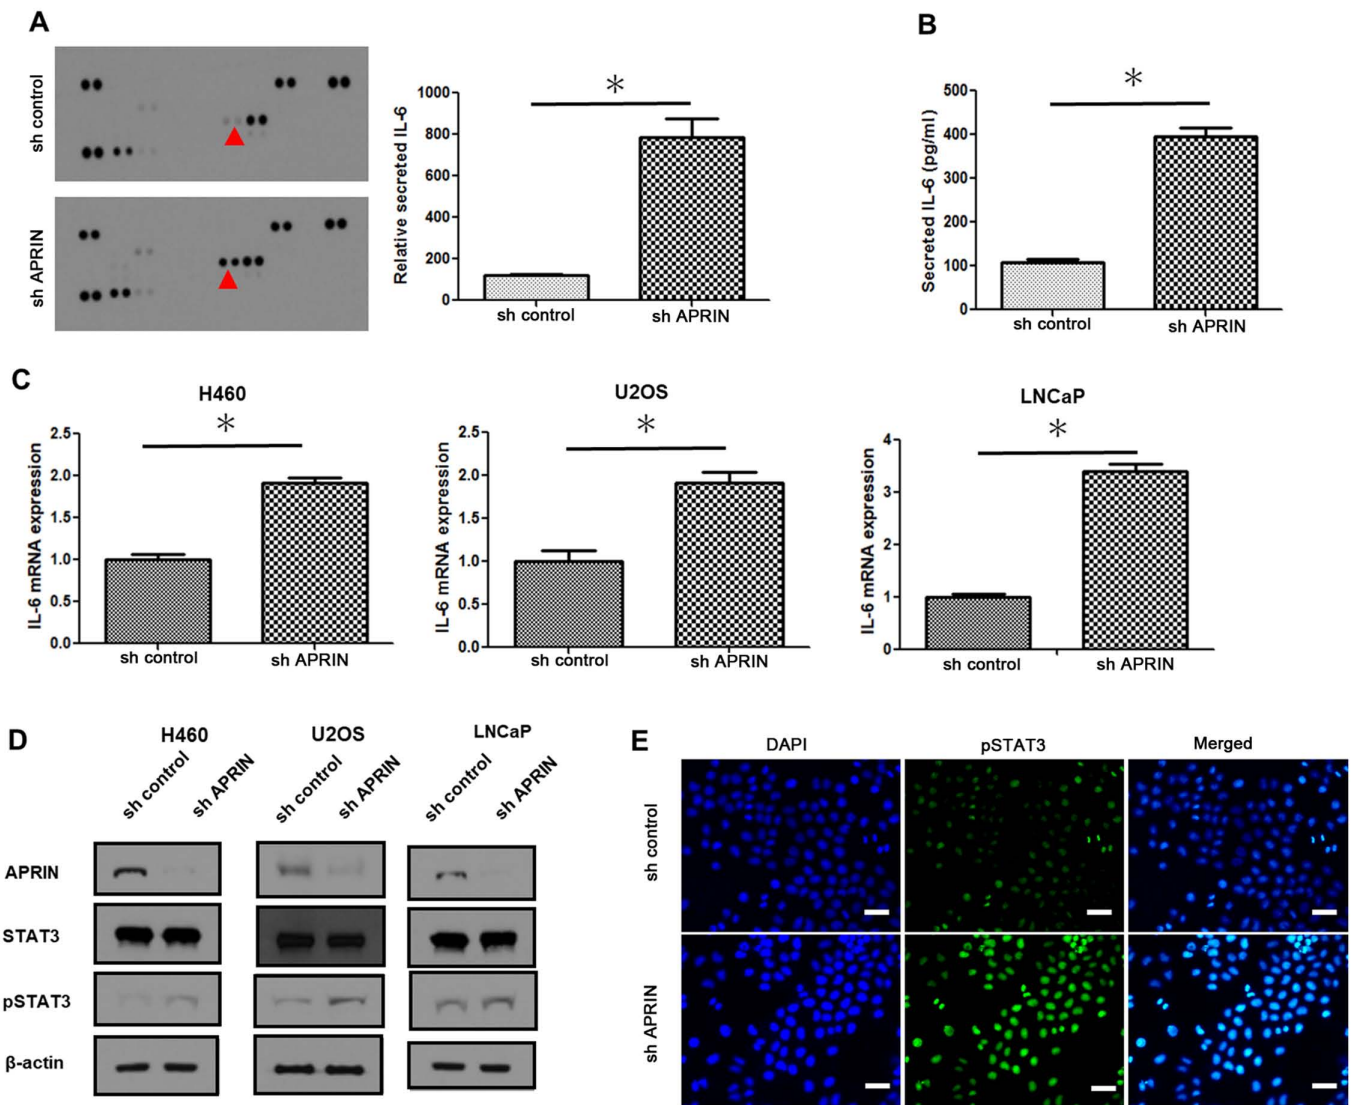 A
sh control
sh APRIN
Relative secreted IL-6
1000
800
600
400
200
0
*
sh control
sh APRIN
B
Secreted IL-6 (pg/ml)
500
400
300
200
100
0
*
sh control
sh APRIN
C
H460
IL-6 mRNA expression
2.5
2.0
1.5
1.0
0.5
0.0
*
sh control
sh APRIN
U2OS
IL-6 mRNA expression
2.5
2.0
1.5
1.0
0.5
0.0
*
sh control
sh APRIN
LNCaP
IL-6 mRNA expression
4
3
2
1
0
*
sh control
sh APRIN
D
H460
U2OS
LNCaP
sh control
sh APRIN
sh control
sh APRIN
sh control
sh APRIN
APRIN
STAT3
pSTAT3
β-actin
E
DAPI
pSTAT3
Merged
sh control
sh APRIN